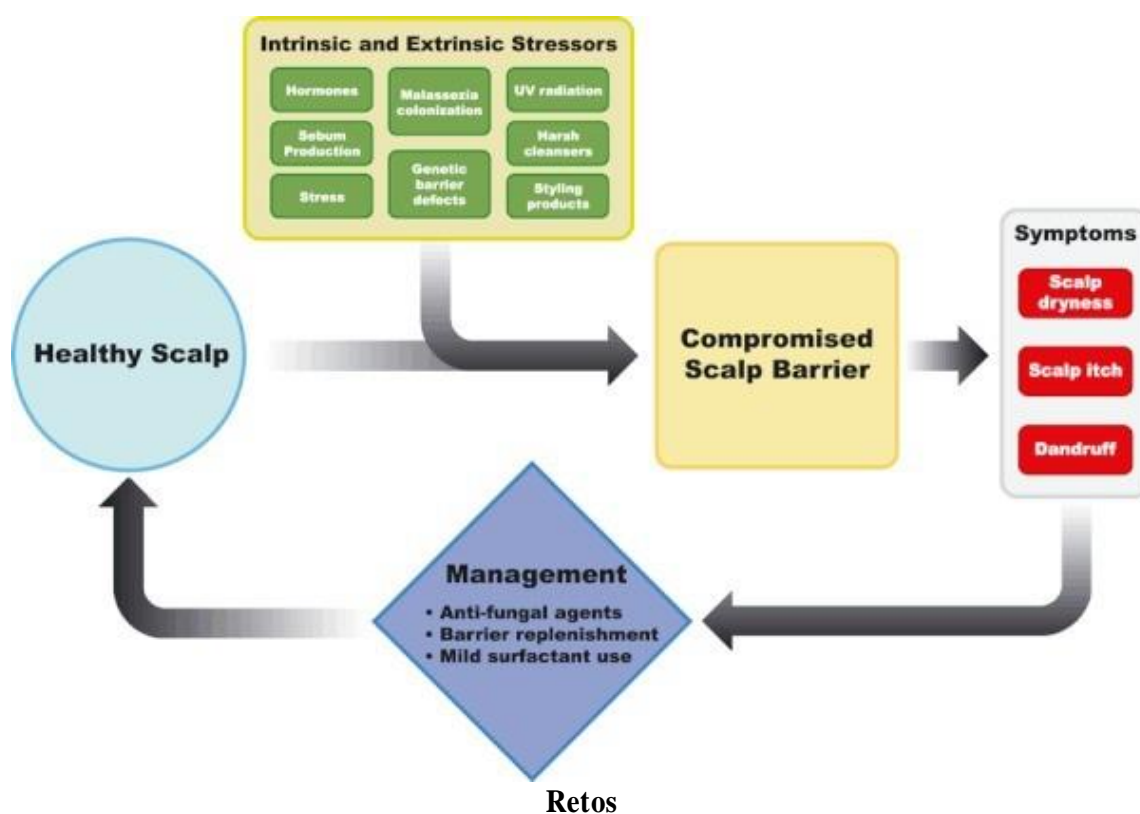 Intrinsic and Extrinsic Stressors
Hormones
Sebum
Production
Stress
Malassezia
colonization
Genetic
barrier
defects
UV radiation
Harsh
cleansers
Styling
products
Healthy Scalp
Compromised
Scalp Barrier
Symptoms
Scalp
dryness
Scalp itch
Dandruff
Management
• Anti-fungal agents
• Barrier replenishment
• Mild surfactant use
Retos